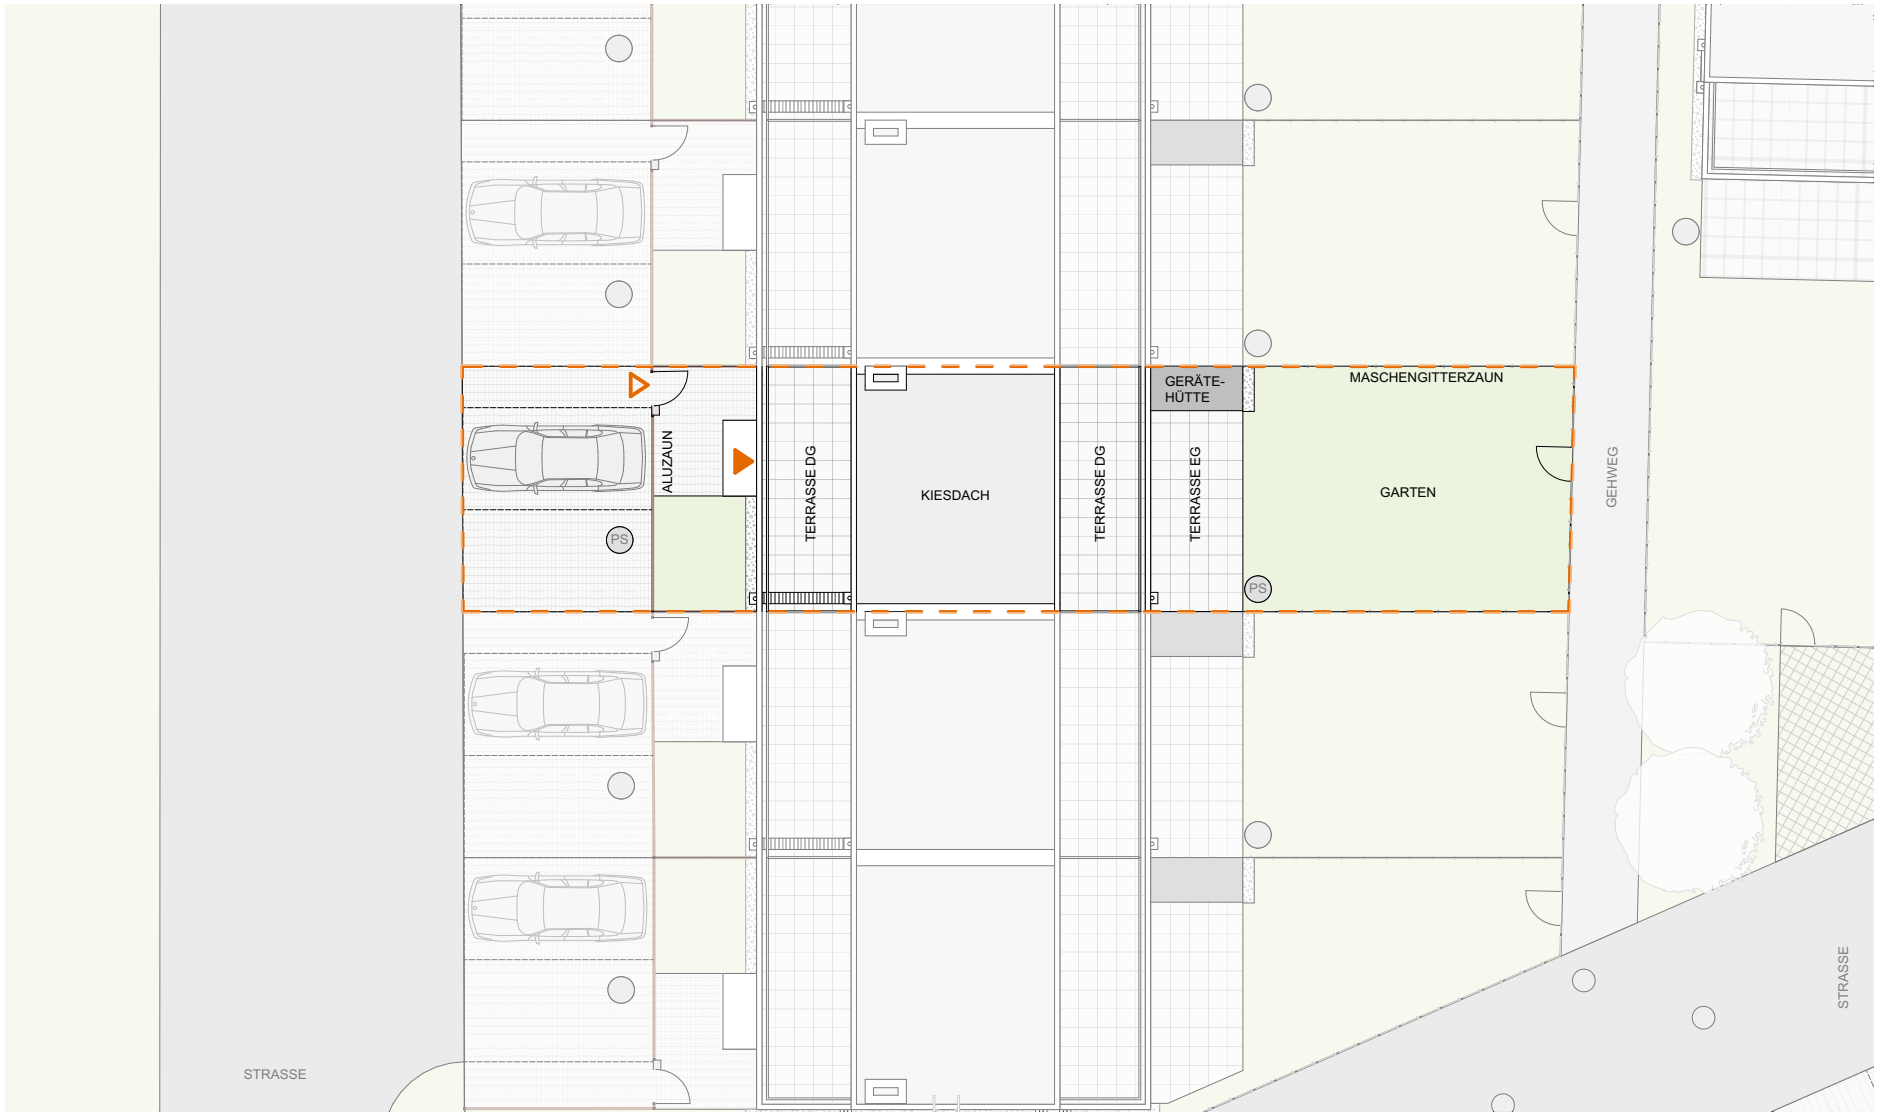 GERÄTE-
HÜTTE
MASCHENGITTERZAUN
ALUZAUN
TERRASSE DG
KIESDACH
TERRASSE DG
TERRASSE EG
GARTEN
GEHWEG
PS
PS
STRASSE
STRASSE